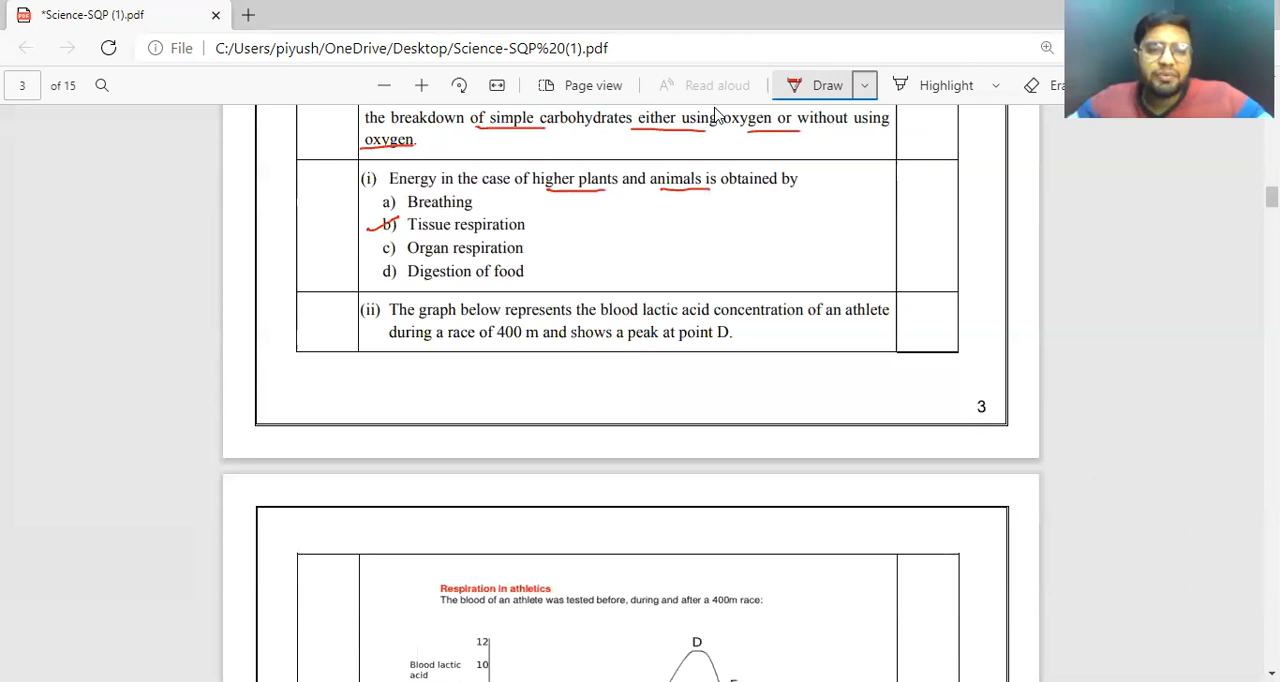 *Science-SQP (1).pdf
File C:/Users/piyush/OneDrive/Desktop/Science-SQP%20(1).pdf
3 of 15 Page view Read aloud Draw Highlight Era
the breakdown of simple carbohydrates either using oxygen or without using
oxygen.
(i) Energy in the case of higher plants and animals is obtained by
a) Breathing
b) Tissue respiration
c) Organ respiration
d) Digestion of food
(ii) The graph below represents the blood lactic acid concentration of an athlete
during a race of 400 m and shows a peak at point D.
3
Respiration in athletics
The blood of an athlete was tested before, during and after a 400m race:
12 D
Blood lactic 10
acid